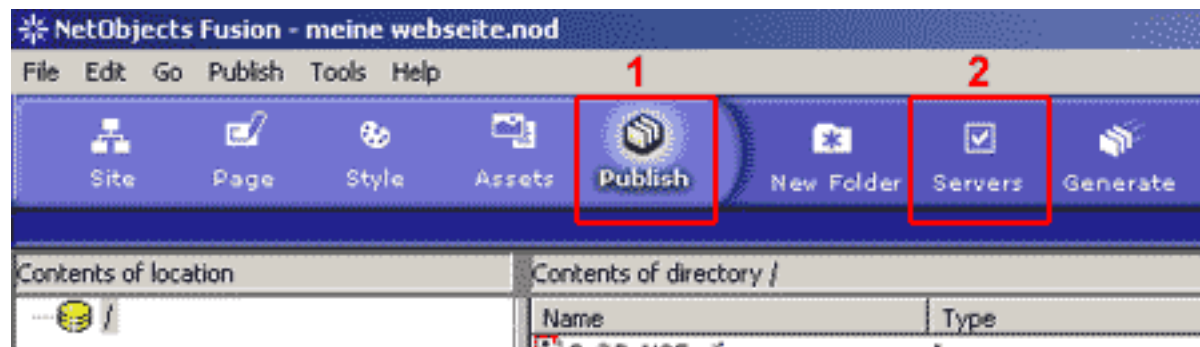 NetObjects Fusion - meine webseite.nod
File Edit Go Publish Tools Help
1 2
Site Page Style Assets Publish New Folder Servers Generate
Contents of location Contents of directory /
/ Name Type